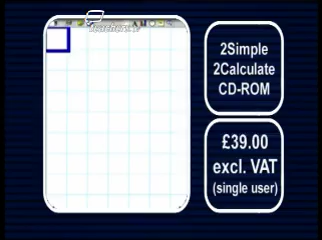 2Simple
2Calculate
CD-ROM
£39.00
excl. VAT
(single user)